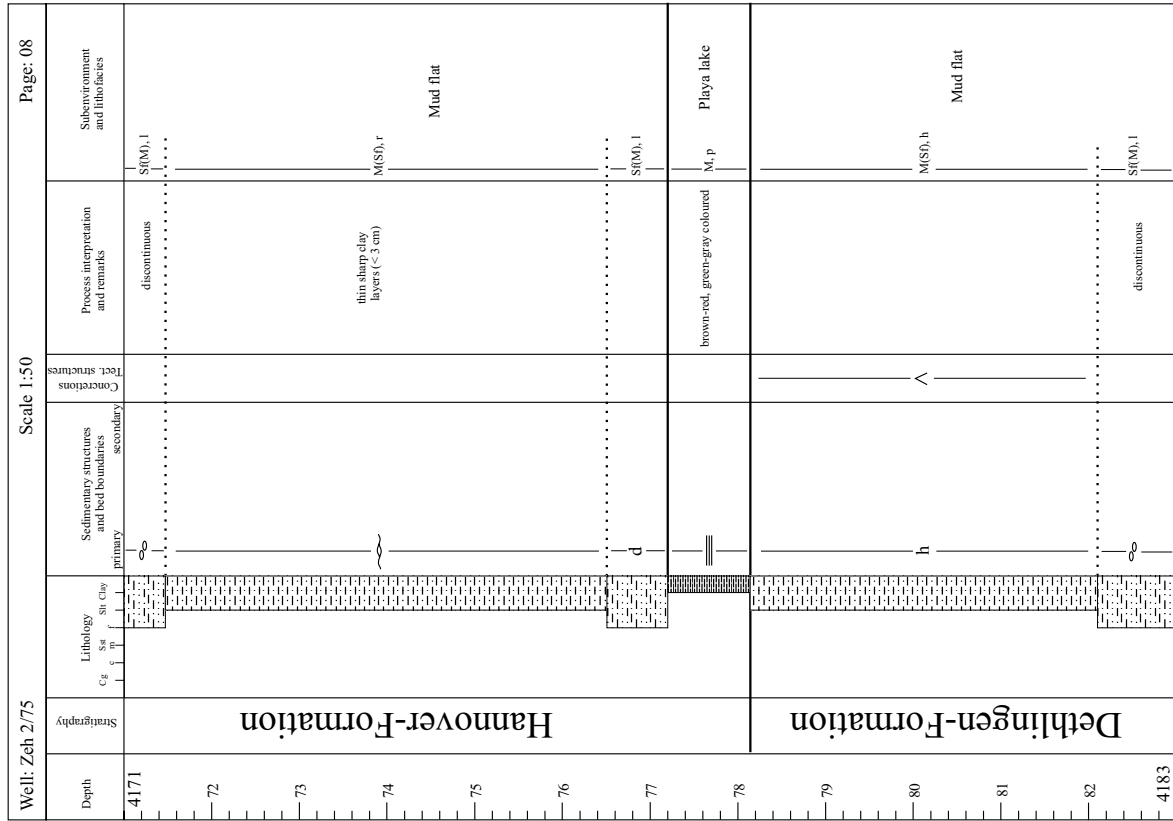 Well: Zeh 2/75 Scale 1:50 Page: 08
Depth
Stratigraphy
Lithology
Cg c Sst m f Slt Clay
Sedimentary structures
and bed boundaries
primary secondary
Concretions
Tect. structures
Process interpretation
and remarks
Subenvironment
and lithofacies
4171
72
73
74
75
76
77
78
79
80
81
82
4183
Hannover-Formation
Dethlingen-Formation
discontinuous
Sf(M), l
thin sharp clay
layers (< 3 cm)
M(Sf), r
Mud flat
d
Sf(M), l
brown-red, green-gray coloured
M, p
Playa lake
h
M(Sf), h
Mud flat
discontinuous
Sf(M), l